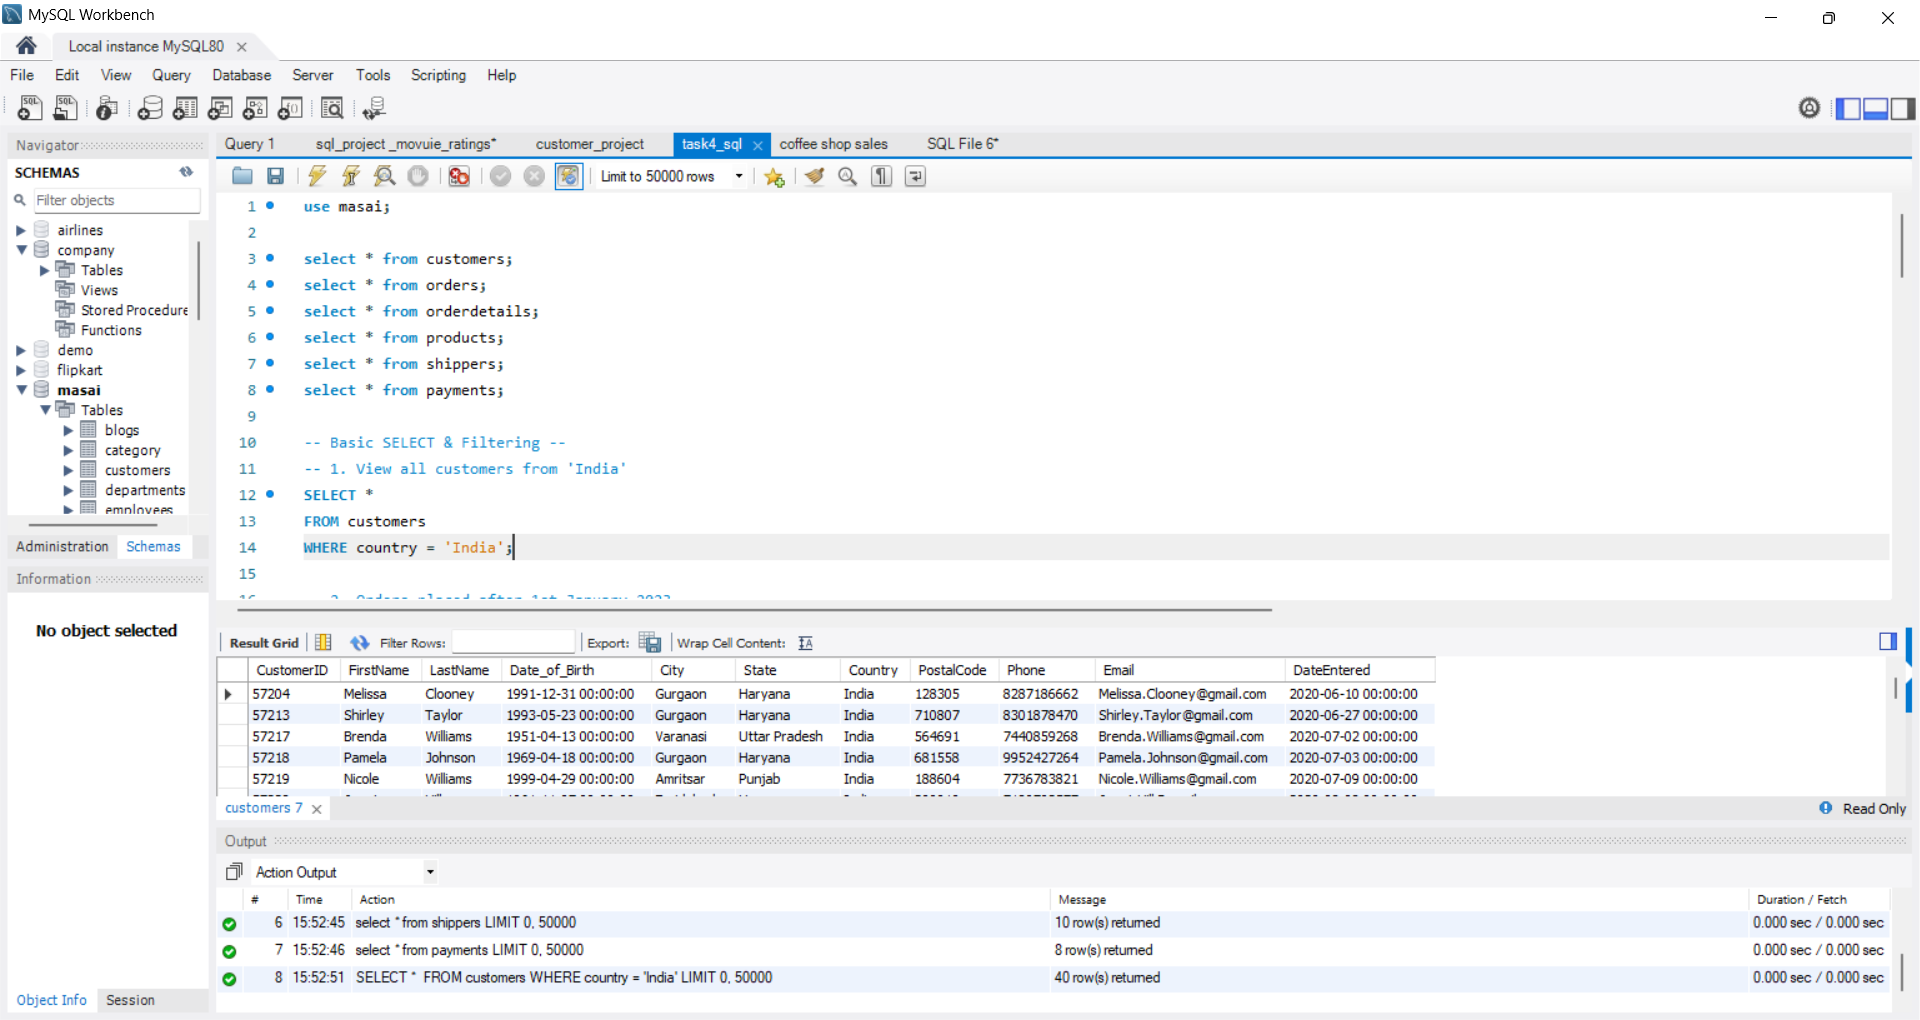 MySQL Workbench
Local instance MySQL80
File Edit View Query Database Server Tools Scripting Help
Navigator
SCHEMAS
Filter objects
airlines
company
Tables
Views
Stored Procedure
Functions
demo
flipkart
masai
Tables
blogs
category
customers
departments
employees
Administration Schemas
Information
No object selected
Object Info Session
Query 1 sql_project _movuie_ratings* customer_project task4_sql coffee shop sales SQL File 6*
Limit to 50000 rows
1 use masai;
2
3 select * from customers;
4 select * from orders;
5 select * from orderdetails;
6 select * from products;
7 select * from shippers;
8 select * from payments;
9
10 -- Basic SELECT & Filtering --
11 -- 1. View all customers from 'India'
12 SELECT *
13 FROM customers
14 WHERE country = 'India';
15
16 -- 2. Orders placed after 1st January 2023
Result Grid Filter Rows: Export: Wrap Cell Content:
CustomerID FirstName LastName Date_of_Birth City State Country PostalCode Phone Email DateEntered
57204 Melissa Clooney 1991-12-31 00:00:00 Gurgaon Haryana India 128305 8287186662 Melissa.Clooney@gmail.com 2020-06-10 00:00:00
57213 Shirley Taylor 1993-05-23 00:00:00 Gurgaon Haryana India 710807 8301878470 Shirley.Taylor@gmail.com 2020-06-27 00:00:00
57217 Brenda Williams 1951-04-13 00:00:00 Varanasi Uttar Pradesh India 564691 7440859268 Brenda.Williams@gmail.com 2020-07-02 00:00:00
57218 Pamela Johnson 1969-04-18 00:00:00 Gurgaon Haryana India 681558 9952427264 Pamela.Johnson@gmail.com 2020-07-03 00:00:00
57219 Nicole Williams 1999-04-29 00:00:00 Amritsar Punjab India 188604 7736783821 Nicole.Williams@gmail.com 2020-07-09 00:00:00
customers 7 Read Only
Output
Action Output
# Time Action Message Duration / Fetch
6 15:52:45 select * from shippers LIMIT 0, 50000 10 row(s) returned 0.000 sec / 0.000 sec
7 15:52:46 select * from payments LIMIT 0, 50000 8 row(s) returned 0.000 sec / 0.000 sec
8 15:52:51 SELECT * FROM customers WHERE country = 'India' LIMIT 0, 50000 40 row(s) returned 0.000 sec / 0.000 sec